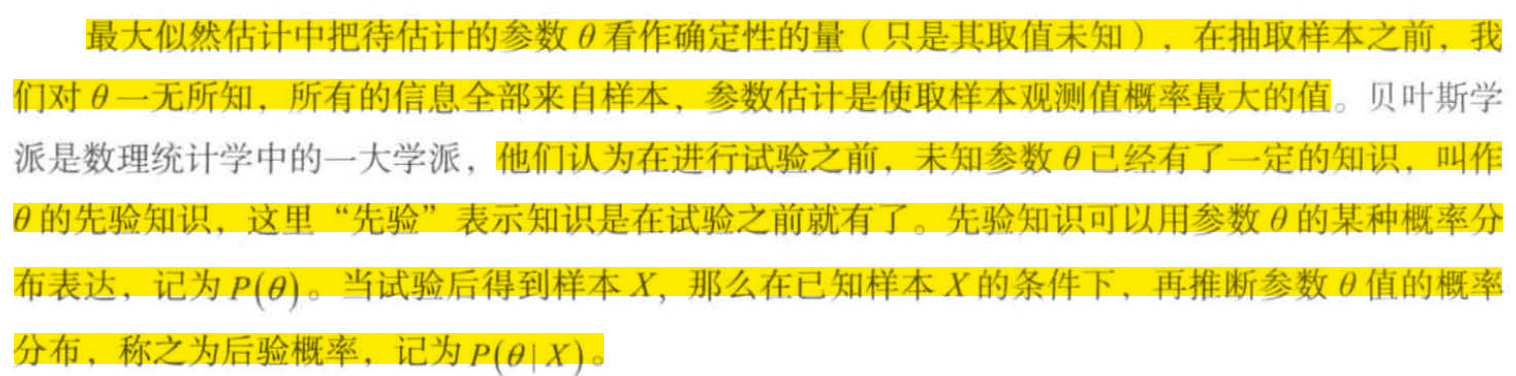 最大似然估计中把待估计的参数 θ 看作确定性的量（只是其取值未知），在抽取样本之前，我
们对 θ 一无所知，所有的信息全部来自样本，参数估计是使取样本观测值概率最大的值。贝叶斯学
派是数理统计学中的一大学派，他们认为在进行试验之前，未知参数 θ 已经有了一定的知识，叫作
θ 的先验知识，这里“先验”表示知识是在试验之前就有了。先验知识可以用参数 θ 的某种概率分
布表达，记为 P(θ)。当试验后得到样本 X，那么在已知样本 X 的条件下，再推断参数 θ 值的概率
分布，称之为后验概率，记为 P(θ| X)。